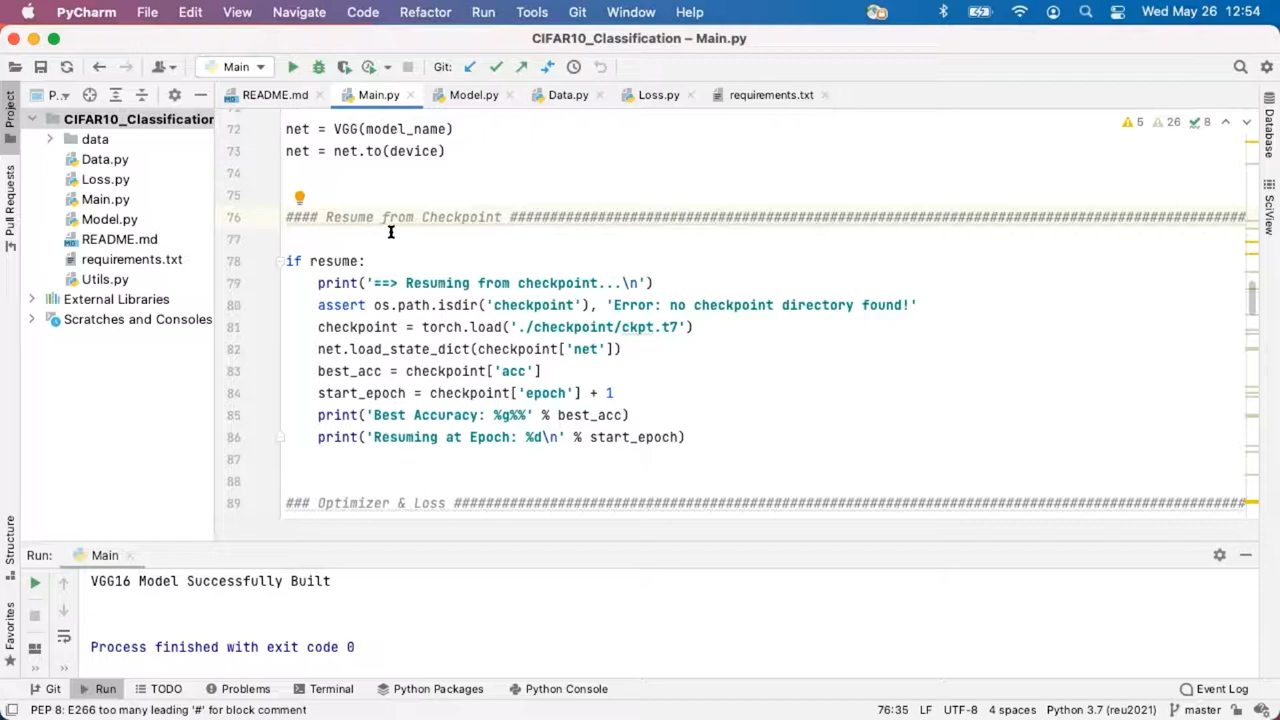 PyCharm File Edit View Navigate Code Refactor Run Tools Git Window Help Wed May 26 12:54
CIFAR10_Classification – Main.py
Main Git:
Project P.. README.md Main.py Model.py Data.py Loss.py requirements.txt
CIFAR10_Classification
data
Data.py
Loss.py
Main.py
Model.py
README.md
requirements.txt
Utils.py
External Libraries
Scratches and Consoles
Pull Requests
Structure
Favorites
5 26 8
72 net = VGG(model_name)
73 net = net.to(device)
74
75
76 #### Resume from Checkpoint ############################################################################################
77
78 if resume:
79 print('==> Resuming from checkpoint...\n')
80 assert os.path.isdir('checkpoint'), 'Error: no checkpoint directory found!'
81 checkpoint = torch.load('./checkpoint/ckpt.t7')
82 net.load_state_dict(checkpoint['net'])
83 best_acc = checkpoint['acc']
84 start_epoch = checkpoint['epoch'] + 1
85 print('Best Accuracy: %g%%' % best_acc)
86 print('Resuming at Epoch: %d\n' % start_epoch)
87
88
89 ### Optimizer & Loss ###################################################################################################
Database
SciView
Run: Main
VGG16 Model Successfully Built
Process finished with exit code 0
Git Run TODO Problems Terminal Python Packages Python Console Event Log
PEP 8: E266 too many leading '#' for block comment 76:35 LF UTF-8 4 spaces Python 3.7 (reu2021) master